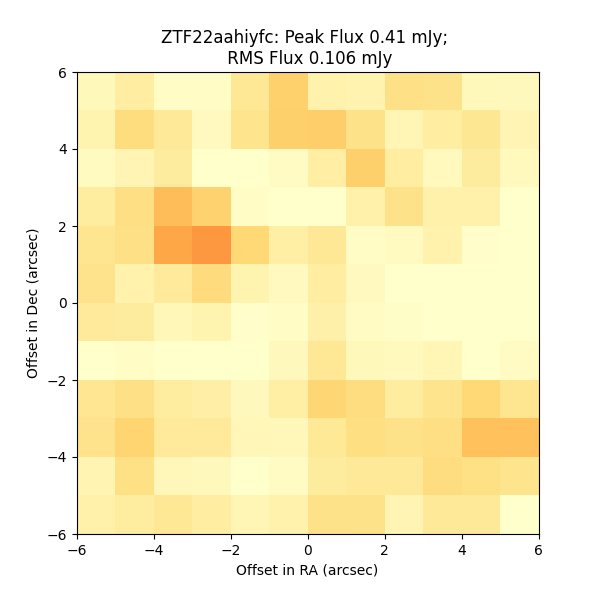 ZTF22aahiyfc: Peak Flux 0.41 mJy;
RMS Flux 0.106 mJy
6
4
2
0
−2
−4
−6
Offset in Dec (arcsec)
−6 −4 −2 0 2 4 6
Offset in RA (arcsec)